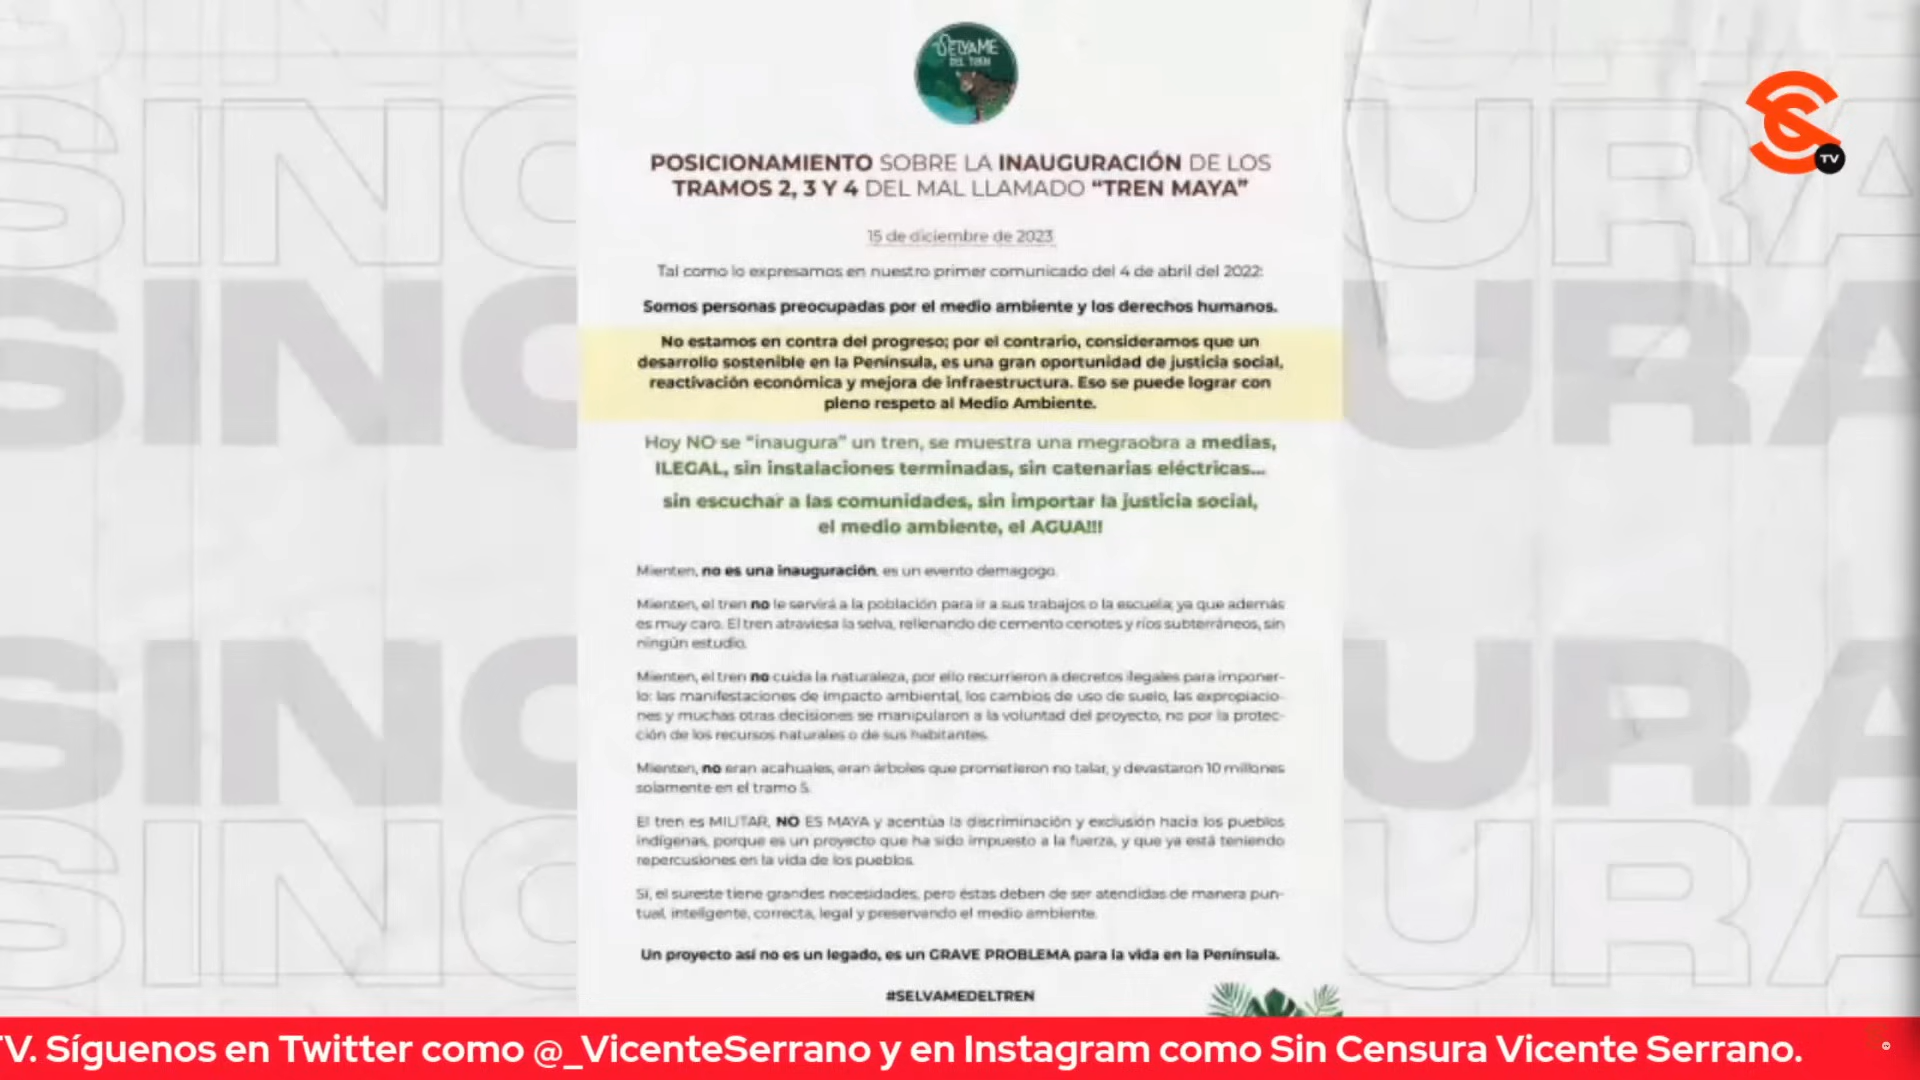 SELVAME
DEL TREN
TV
POSICIONAMIENTO SOBRE LA INAUGURACIÓN DE LOS
TRAMOS 2, 3 Y 4 DEL MAL LLAMADO “TREN MAYA”
15 de diciembre de 2023
Tal como lo expresamos en nuestro primer comunicado del 4 de abril del 2022:
Somos personas preocupadas por el medio ambiente y los derechos humanos.
No estamos en contra del progreso; por el contrario, consideramos que un
desarrollo sostenible en la Península, es una gran oportunidad de justicia social,
reactivación económica y mejora de infraestructura. Eso se puede lograr con
pleno respeto al Medio Ambiente.
Hoy NO se “inaugura” un tren, se muestra una megraobra a medias,
ILEGAL, sin instalaciones terminadas, sin catenarias eléctricas...
sin escuchar a las comunidades, sin importar la justicia social,
el medio ambiente, el AGUA!!!
Mienten, no es una inauguración, es un evento demagogo.
Mienten, el tren no le servirá a la población para ir a sus trabajos o la escuela; ya que además
es muy caro. El tren atraviesa la selva, rellenando de cemento cenotes y ríos subterráneos, sin
ningún estudio.
Mienten, el tren no cuida la naturaleza, por ello recurrieron a decretos ilegales para imponer-
lo: las manifestaciones de impacto ambiental, los cambios de uso de suelo, las expropiacio-
nes y muchas otras decisiones se manipularon a la voluntad del proyecto, no por la protec-
ción de los recursos naturales o de sus habitantes.
Mienten, no eran acahuales, eran árboles que prometieron no talar, y devastaron 10 millones
solamente en el tramo 5.
El tren es MILITAR, NO ES MAYA y acentúa la discriminación y exclusión hacia los pueblos
indígenas, porque es un proyecto que ha sido impuesto a la fuerza, y que ya está teniendo
repercusiones en la vida de los pueblos.
Sí, el sureste tiene grandes necesidades, pero éstas deben de ser atendidas de manera pun-
tual, inteligente, correcta, legal y preservando el medio ambiente.
Un proyecto así no es un legado, es un GRAVE PROBLEMA para la vida en la Península.
#SELVAMEDELTREN
TV. Síguenos en Twitter como @_VicenteSerrano y en Instagram como Sin Censura Vicente Serrano.